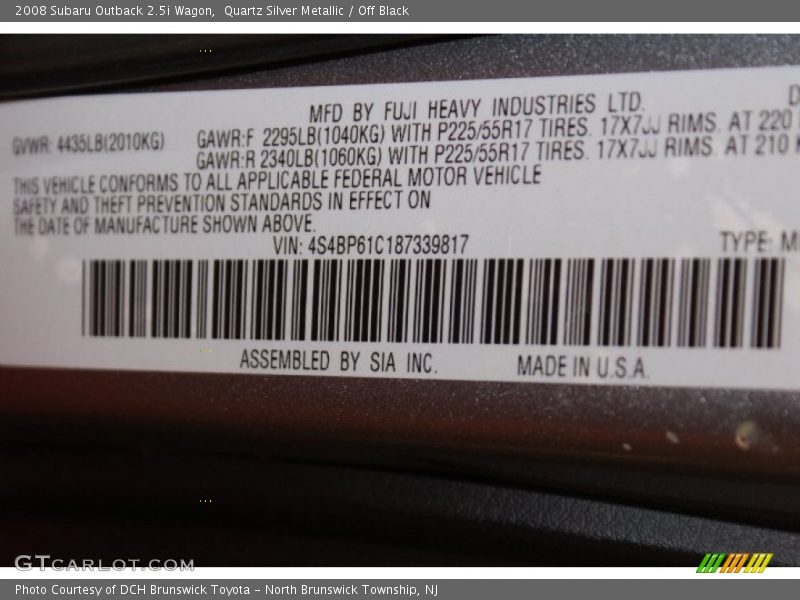 2008 Subaru Outback 2.5i Wagon,  Quartz Silver Metallic / Off Black
MFD BY FUJI HEAVY INDUSTRIES LTD.
GVWR: 4435LB(2010KG) GAWR:F 2295LB(1040KG) WITH P225/55R17 TIRES. 17X7JJ RIMS. AT 220
GAWR:R 2340LB(1060KG) WITH P225/55R17 TIRES. 17X7JJ RIMS. AT 210
THIS VEHICLE CONFORMS TO ALL APPLICABLE FEDERAL MOTOR VEHICLE
SAFETY AND THEFT PREVENTION STANDARDS IN EFFECT ON
THE DATE OF MANUFACTURE SHOWN ABOVE.
VIN: 4S4BP61C187339817 TYPE:
ASSEMBLED BY SIA INC. MADE IN U.S.A.
GTCARLOT.COM
Photo Courtesy of DCH Brunswick Toyota – North Brunswick Township, NJ